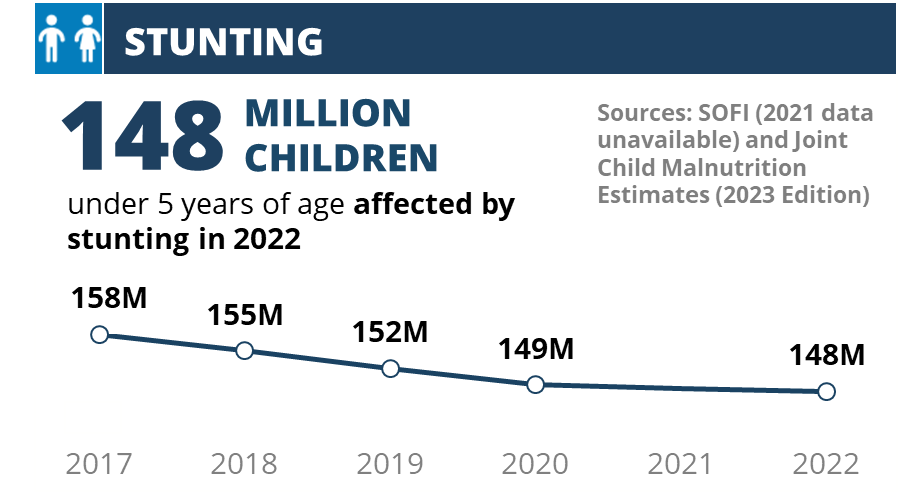 STUNTING
148 MILLION
CHILDREN
under 5 years of age affected by
stunting in 2022
Sources: SOFI (2021 data
unavailable) and Joint
Child Malnutrition
Estimates (2023 Edition)
158M
155M
152M
149M
148M
2017
2018
2019
2020
2021
2022